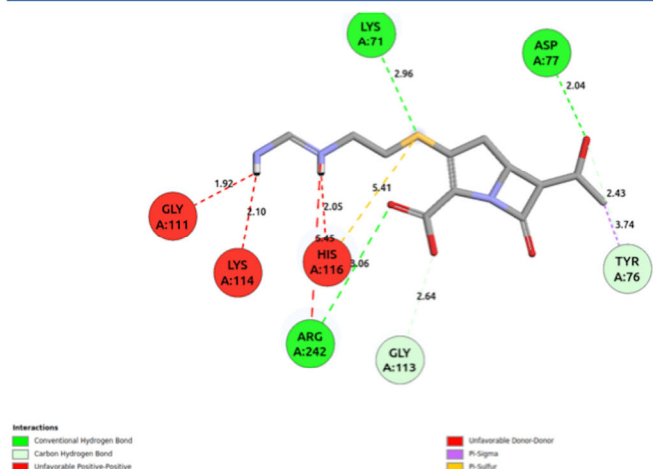 LYS
A:71
ASP
A:77
2.96
2.04
1.92
2.10
2.05
5.41
2.43
3.74
GLY
A:111
LYS
A:114
5.45
HIS
A:116
3.06
TYR
A:76
2.64
ARG
A:242
GLY
A:113
Interactions
Conventional Hydrogen Bond
Carbon Hydrogen Bond
Unfavorable Positive-Positive
Unfavorable Donor-Donor
Pi-Sigma
Pi-Sulfur